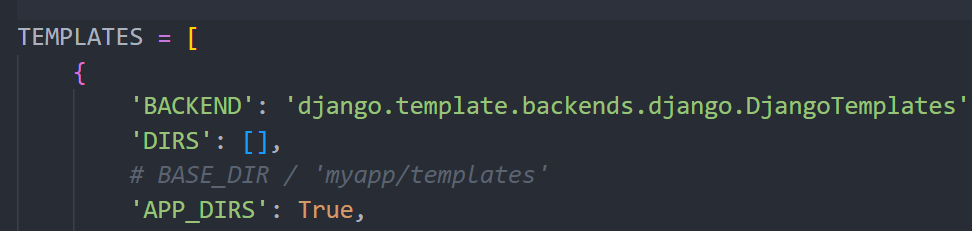 TEMPLATES = [
{
'BACKEND': 'django.template.backends.django.DjangoTemplates'
'DIRS': [],
# BASE_DIR / 'myapp/templates'
'APP_DIRS': True,